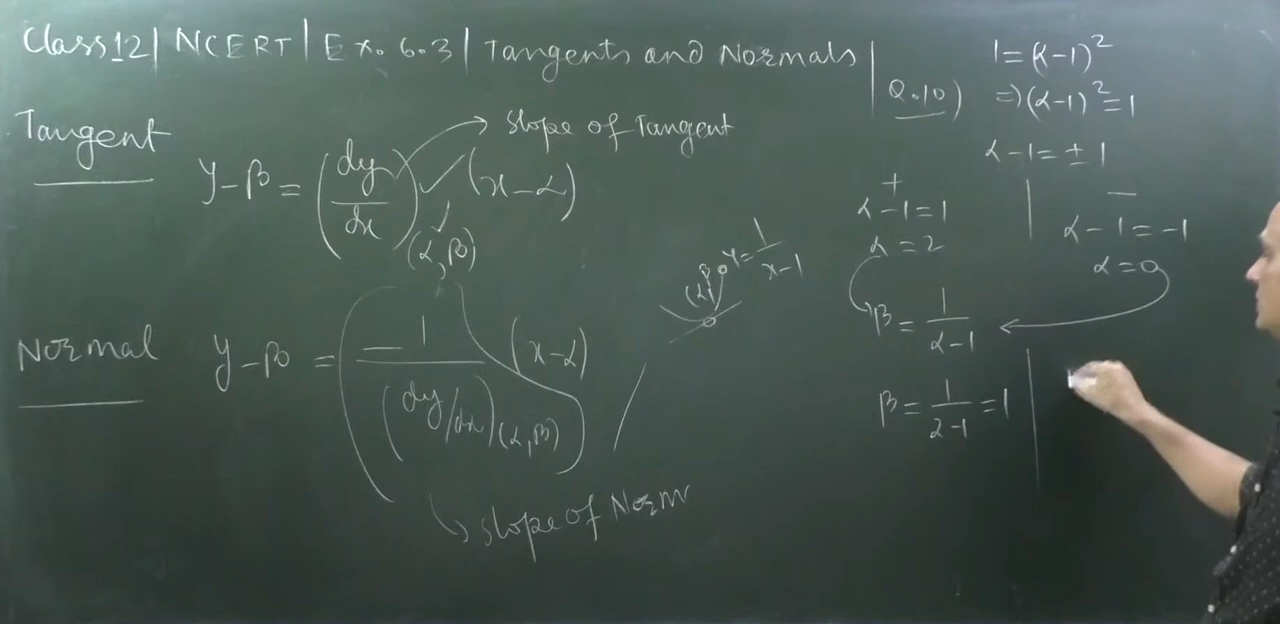 Class 12 | NCERT | Ex. 6.3 | Tangents and Normals | Q.10)
Tangent
y-β = (dy/dx)(α,β) (x-α)
slope of Tangent
Normal
y-β = (-1/(dy/dx)(α,β)) (x-α)
slope of Norm
y = 1/(x-1)
1 = (α-1)²
⇒ (α-1)² = 1
α-1 = ±1
+
α-1 = 1
α = 2
−
α-1 = -1
α = 0
β = 1/(α-1)
β = 1/(2-1) = 1